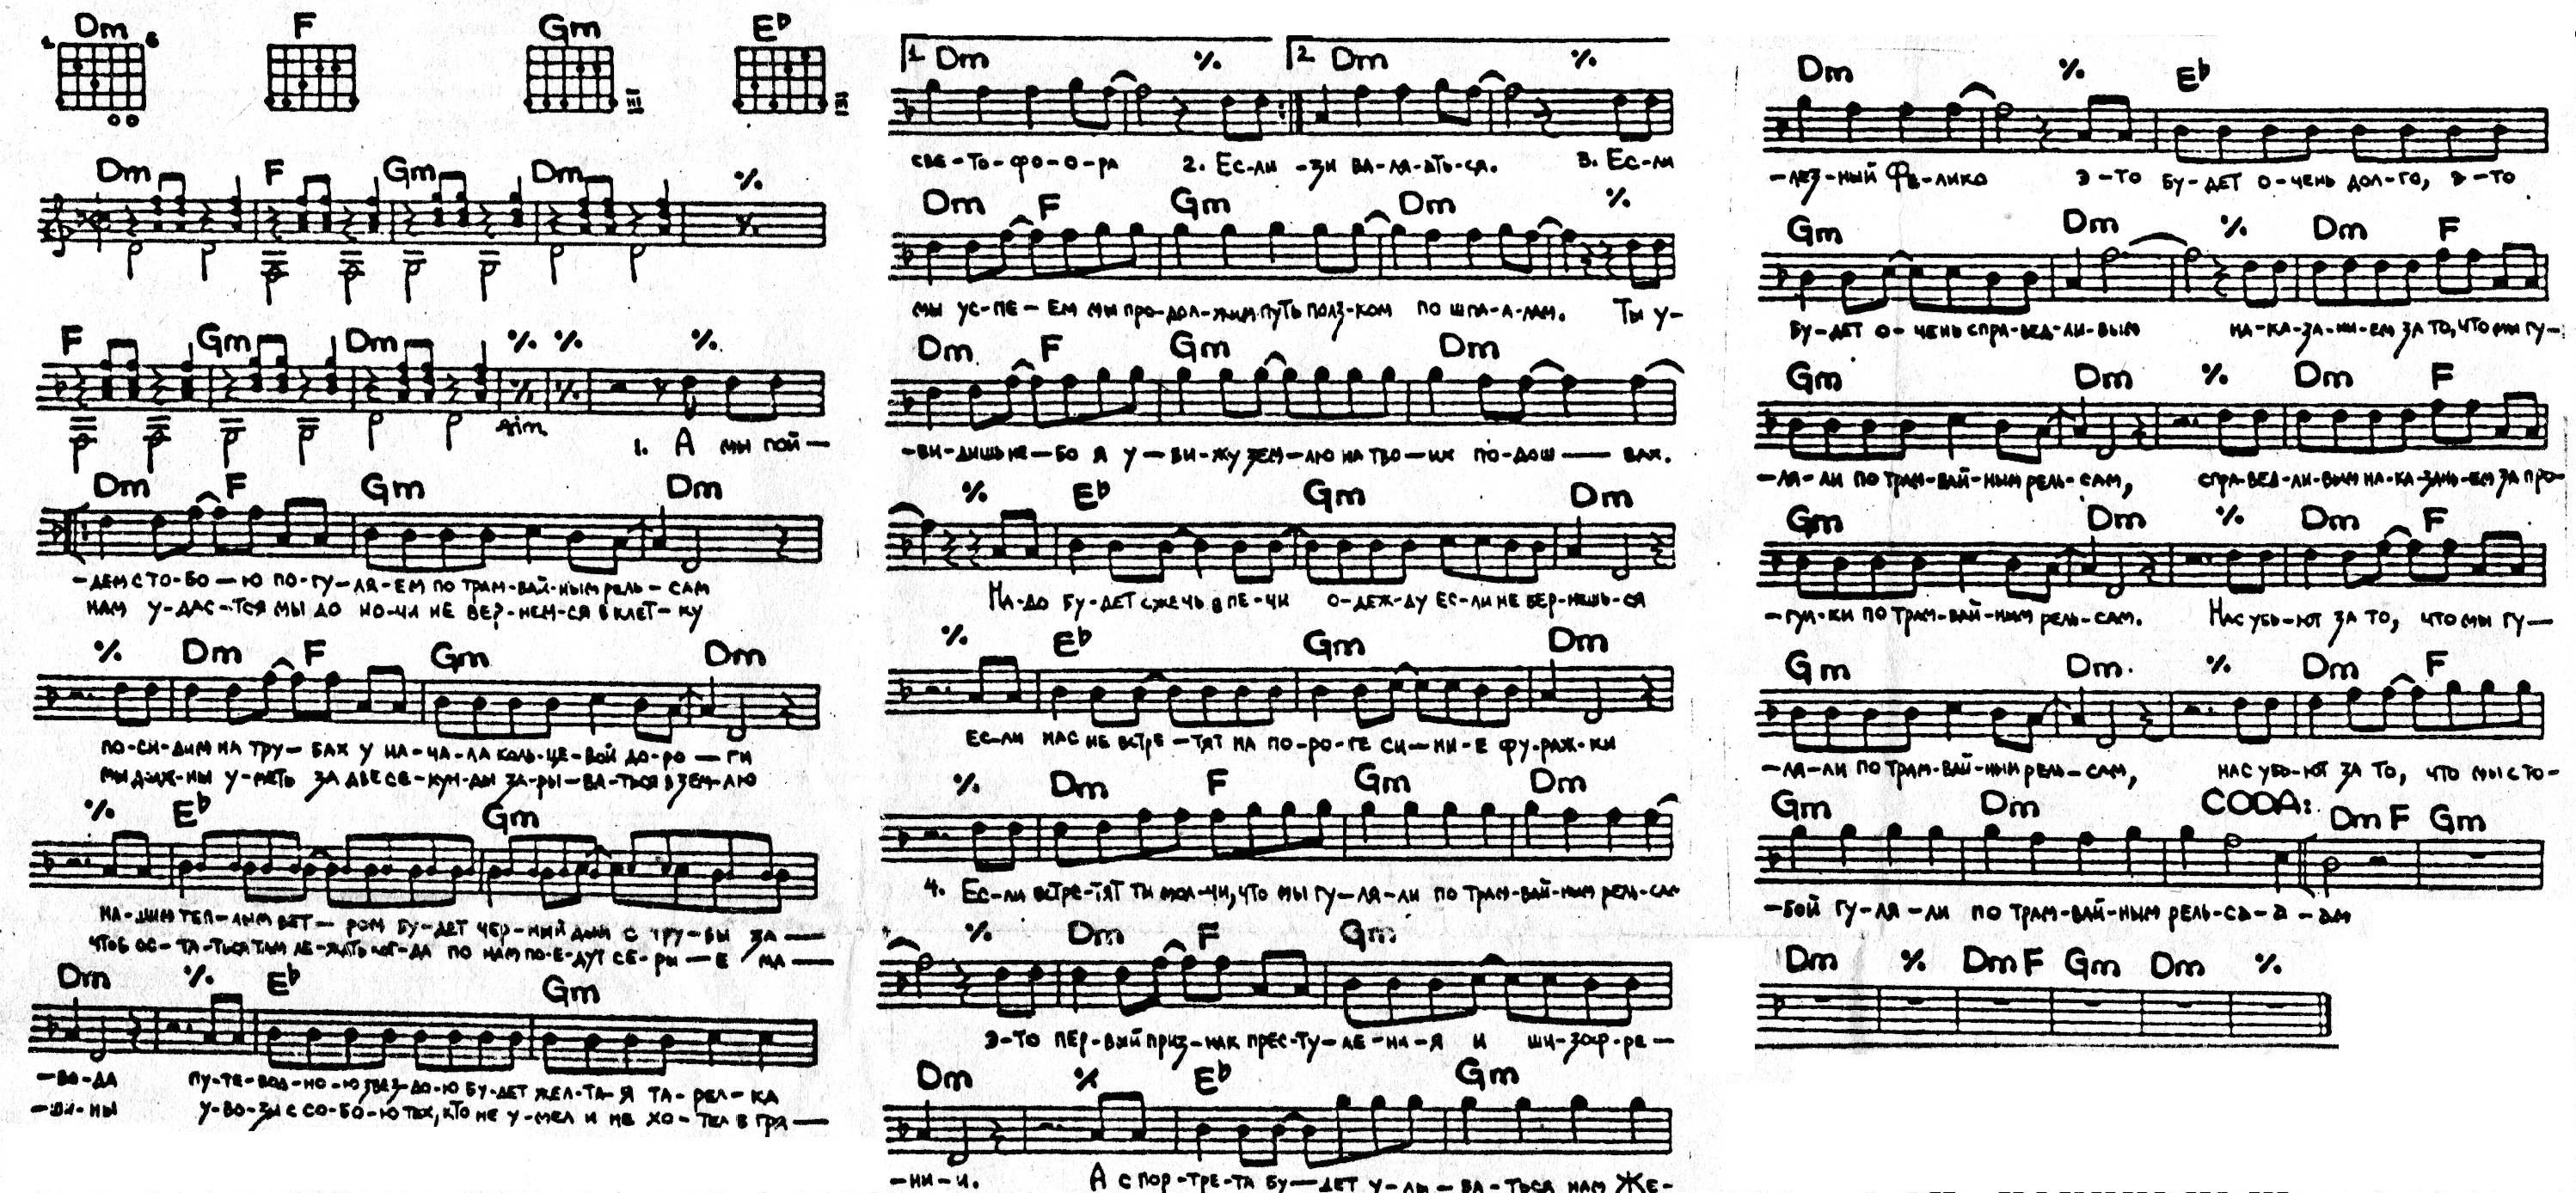 Dm F Gm E♭
Dm F Gm Dm %
F Gm Dm % % %
sim.
1. А мы пой—
Dm F Gm Dm
-дем с то-бо—ю по-гу-ля-ем по трам-вай-ным рель-сам
нам у-даст-ся мы до но-чи не вер-нем-ся в клет-ку
% Dm F Gm Dm
по-си-дим на тру-бах у на-ча-ла коль-це-вой до-ро—ги
мы долж-ны у-меть за две се-кун-ды за-ры-ва-ться в зем-лю
% E♭ Gm
на-шим теп-лым вет—ром бу-дет чер-ный дым с тру-бы за—
чтоб ос-та-ться там ле-жать ког-да по нам по-е-дут се-ры—е ма—
Dm % E♭ Gm
-во-да пу-те-вод-но-ю звез-до-ю бу-дет жел-та-я та-рел-ка
-ши-ны у-во-зя с со-бо-ю тех, кто не у-мел и не хо-тел в гря—
1 Dm % 2 Dm %
све-то-фо-о-ра 2. Ес-ли -зи ва-ля-ать-ся. 3. Ес-ли
Dm F Gm Dm %
мы ус-пе-ем мы про-дол-жим путь полз-ком по шпа-а-лам. Ты у-
Dm F Gm Dm
-ви-дишь не-бо я у-ви-жу зем-лю на тво-их по-дош—вах.
% E♭ Gm Dm
На-до бу-дет сжечь в пе-чи о-деж-ду ес-ли не вер-нешь-ся
% E♭ Gm Dm
Ес-ли нас не встре-тят на по-ро-ге си-ни-е фу-раж-ки
% Dm F Gm Dm
4. Ес-ли встре-тят ты мол-чи, что мы гу-ля-ли по трам-вай-ным рель-сам
% Dm F Gm
Э-то пер-вый приз-нак прес-ту-ле-ни-я и ши-зоф-ре—
Dm % E♭ Gm
-ни-и. А с пор-тре-та бу-дет у-лы-ба-ться нам Же-
Dm % E♭
-лез-ный Фе-ликс э-то бу-дет о-чень дол-го, э-то
Gm Dm % Dm F
бу-дет о-чень спра-вед-ли-вым на-ка-за-ни-ем за то, что мы гу-
Gm Dm % Dm F
-ля-ли по трам-вай-ным рель-сам, спра-вед-ли-вым на-ка-зань-ем за про-
Gm Dm % Dm F
-гул-ки по трам-вай-ным рель-сам. Нас убь-ют за то, что мы гу—
Gm Dm. % Dm F
-ля-ли по трам-вай-ным рель-сам, нас убь-ют за то, что мы с то-
Gm Dm CODA: Dm F Gm
-бой гу-ля-ли по трам-вай-ным рель-са-а-ам
Dm % Dm F Gm Dm %